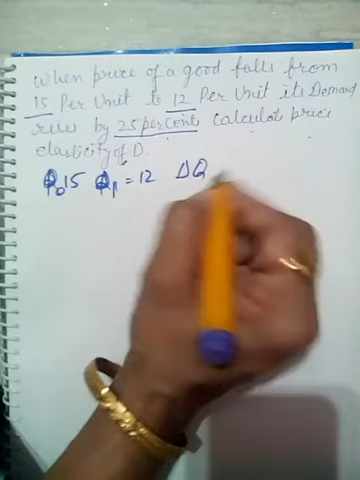 When price of a good falls from
15 Per Unit to 12 Per Unit its Demand
rises by 25 percent calculate price
elasticity of D.
P0 15 P1 = 12 ΔQ